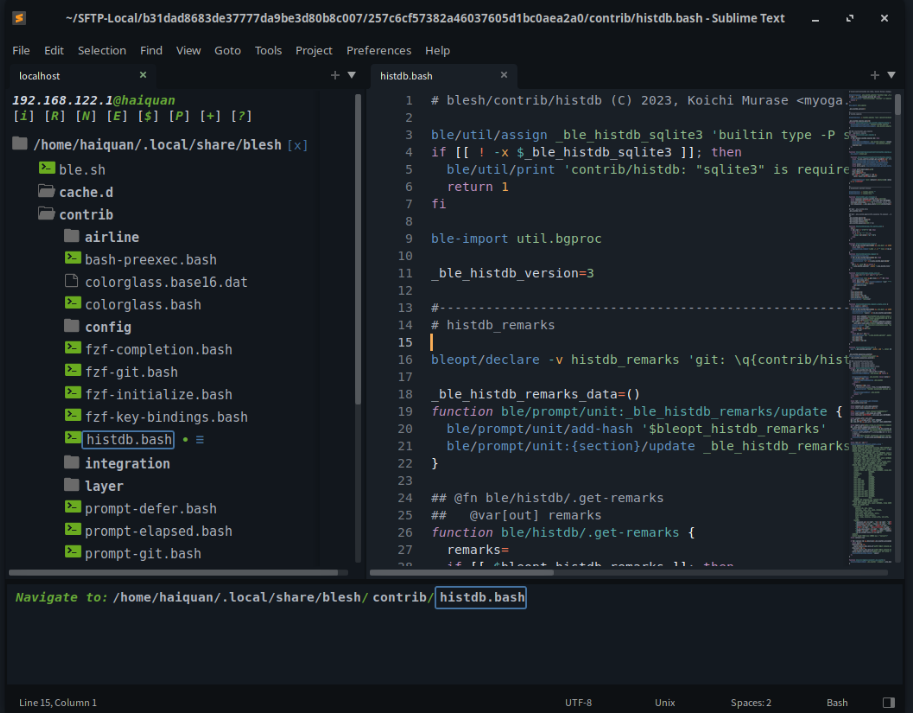 ~/SFTP-Local/b31dad8683de37777da9be3d80b8c007/257c6cf57382a46037605d1bc0aea2a0/contrib/histdb.bash - Sublime Text
File Edit Selection Find View Goto Tools Project Preferences Help
localhost × + ▼
192.168.122.1@haiquan
[i] [R] [N] [E] [$] [P] [+] [?]
/home/haiquan/.local/share/blesh [x]
ble.sh
cache.d
contrib
airline
bash-preexec.bash
colorglass.base16.dat
colorglass.bash
config
fzf-completion.bash
fzf-git.bash
fzf-initialize.bash
fzf-key-bindings.bash
histdb.bash • ≡
integration
layer
prompt-defer.bash
prompt-elapsed.bash
prompt-git.bash
histdb.bash × + ▼
1 # blesh/contrib/histdb (C) 2023, Koichi Murase <myoga.
2
3 ble/util/assign _ble_histdb_sqlite3 'builtin type -P s
4 if [[ ! -x $_ble_histdb_sqlite3 ]]; then
5 ble/util/print 'contrib/histdb: "sqlite3" is require
6 return 1
7 fi
8
9 ble-import util.bgproc
10
11 _ble_histdb_version=3
12
13 #------------------------------------------------------
14 # histdb_remarks
15
16 bleopt/declare -v histdb_remarks 'git: \q{contrib/hist
17
18 _ble_histdb_remarks_data=()
19 function ble/prompt/unit:_ble_histdb_remarks/update {
20 ble/prompt/unit/add-hash '$bleopt_histdb_remarks'
21 ble/prompt/unit:{section}/update _ble_histdb_remarks
22 }
23
24 ## @fn ble/histdb/.get-remarks
25 ## @var[out] remarks
26 function ble/histdb/.get-remarks {
27 remarks=
28 if [[ $bleopt_histdb_remarks ]]; then
Navigate to: /home/haiquan/.local/share/blesh/ contrib/ histdb.bash
Line 15, Column 1 UTF-8 Unix Spaces: 2 Bash